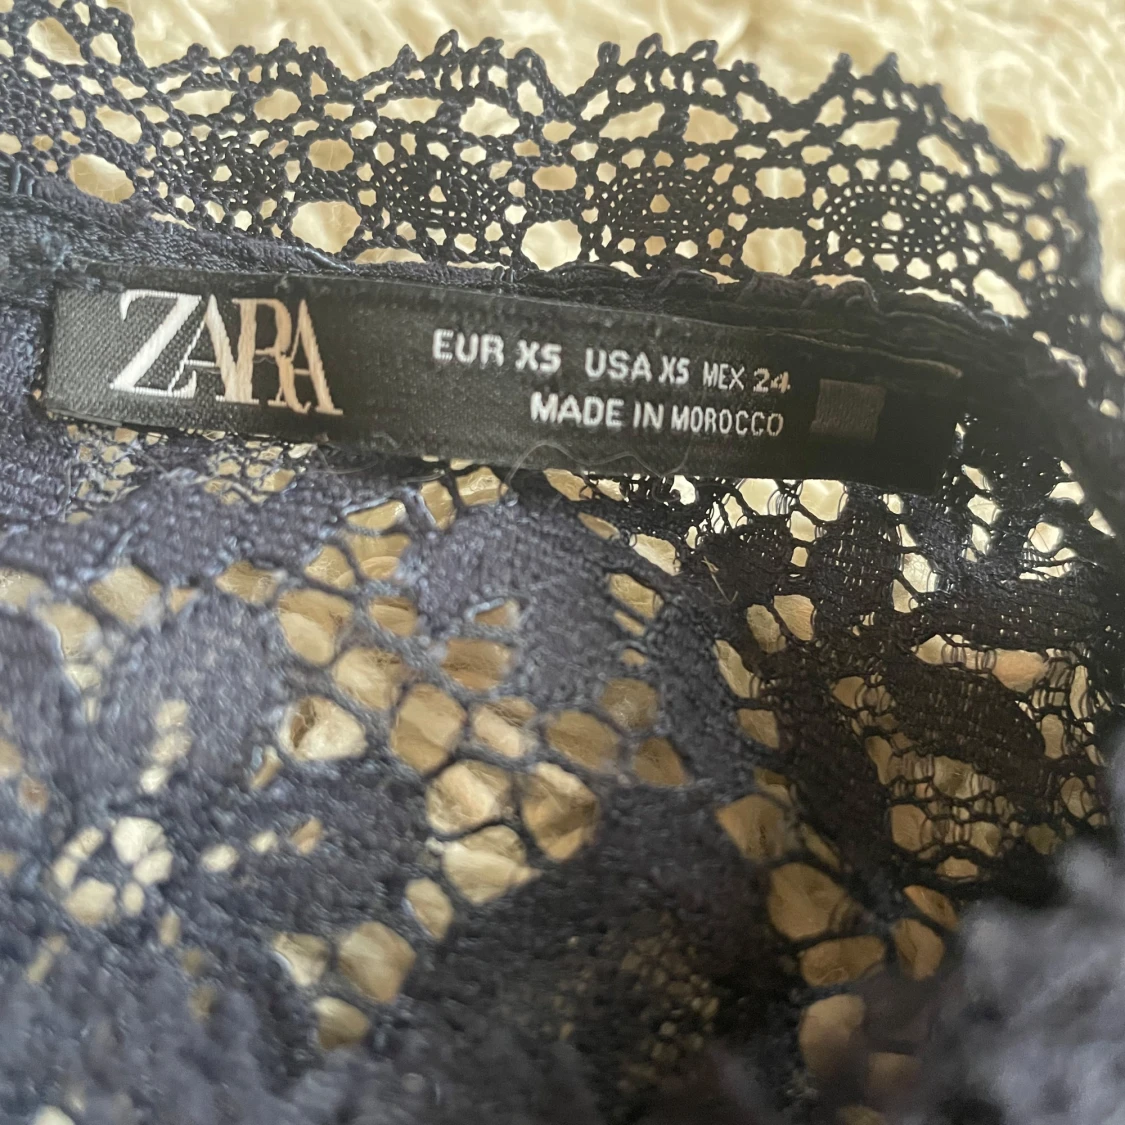 ZARA
EUR XS USA XS MEX 24
MADE IN MOROCCO